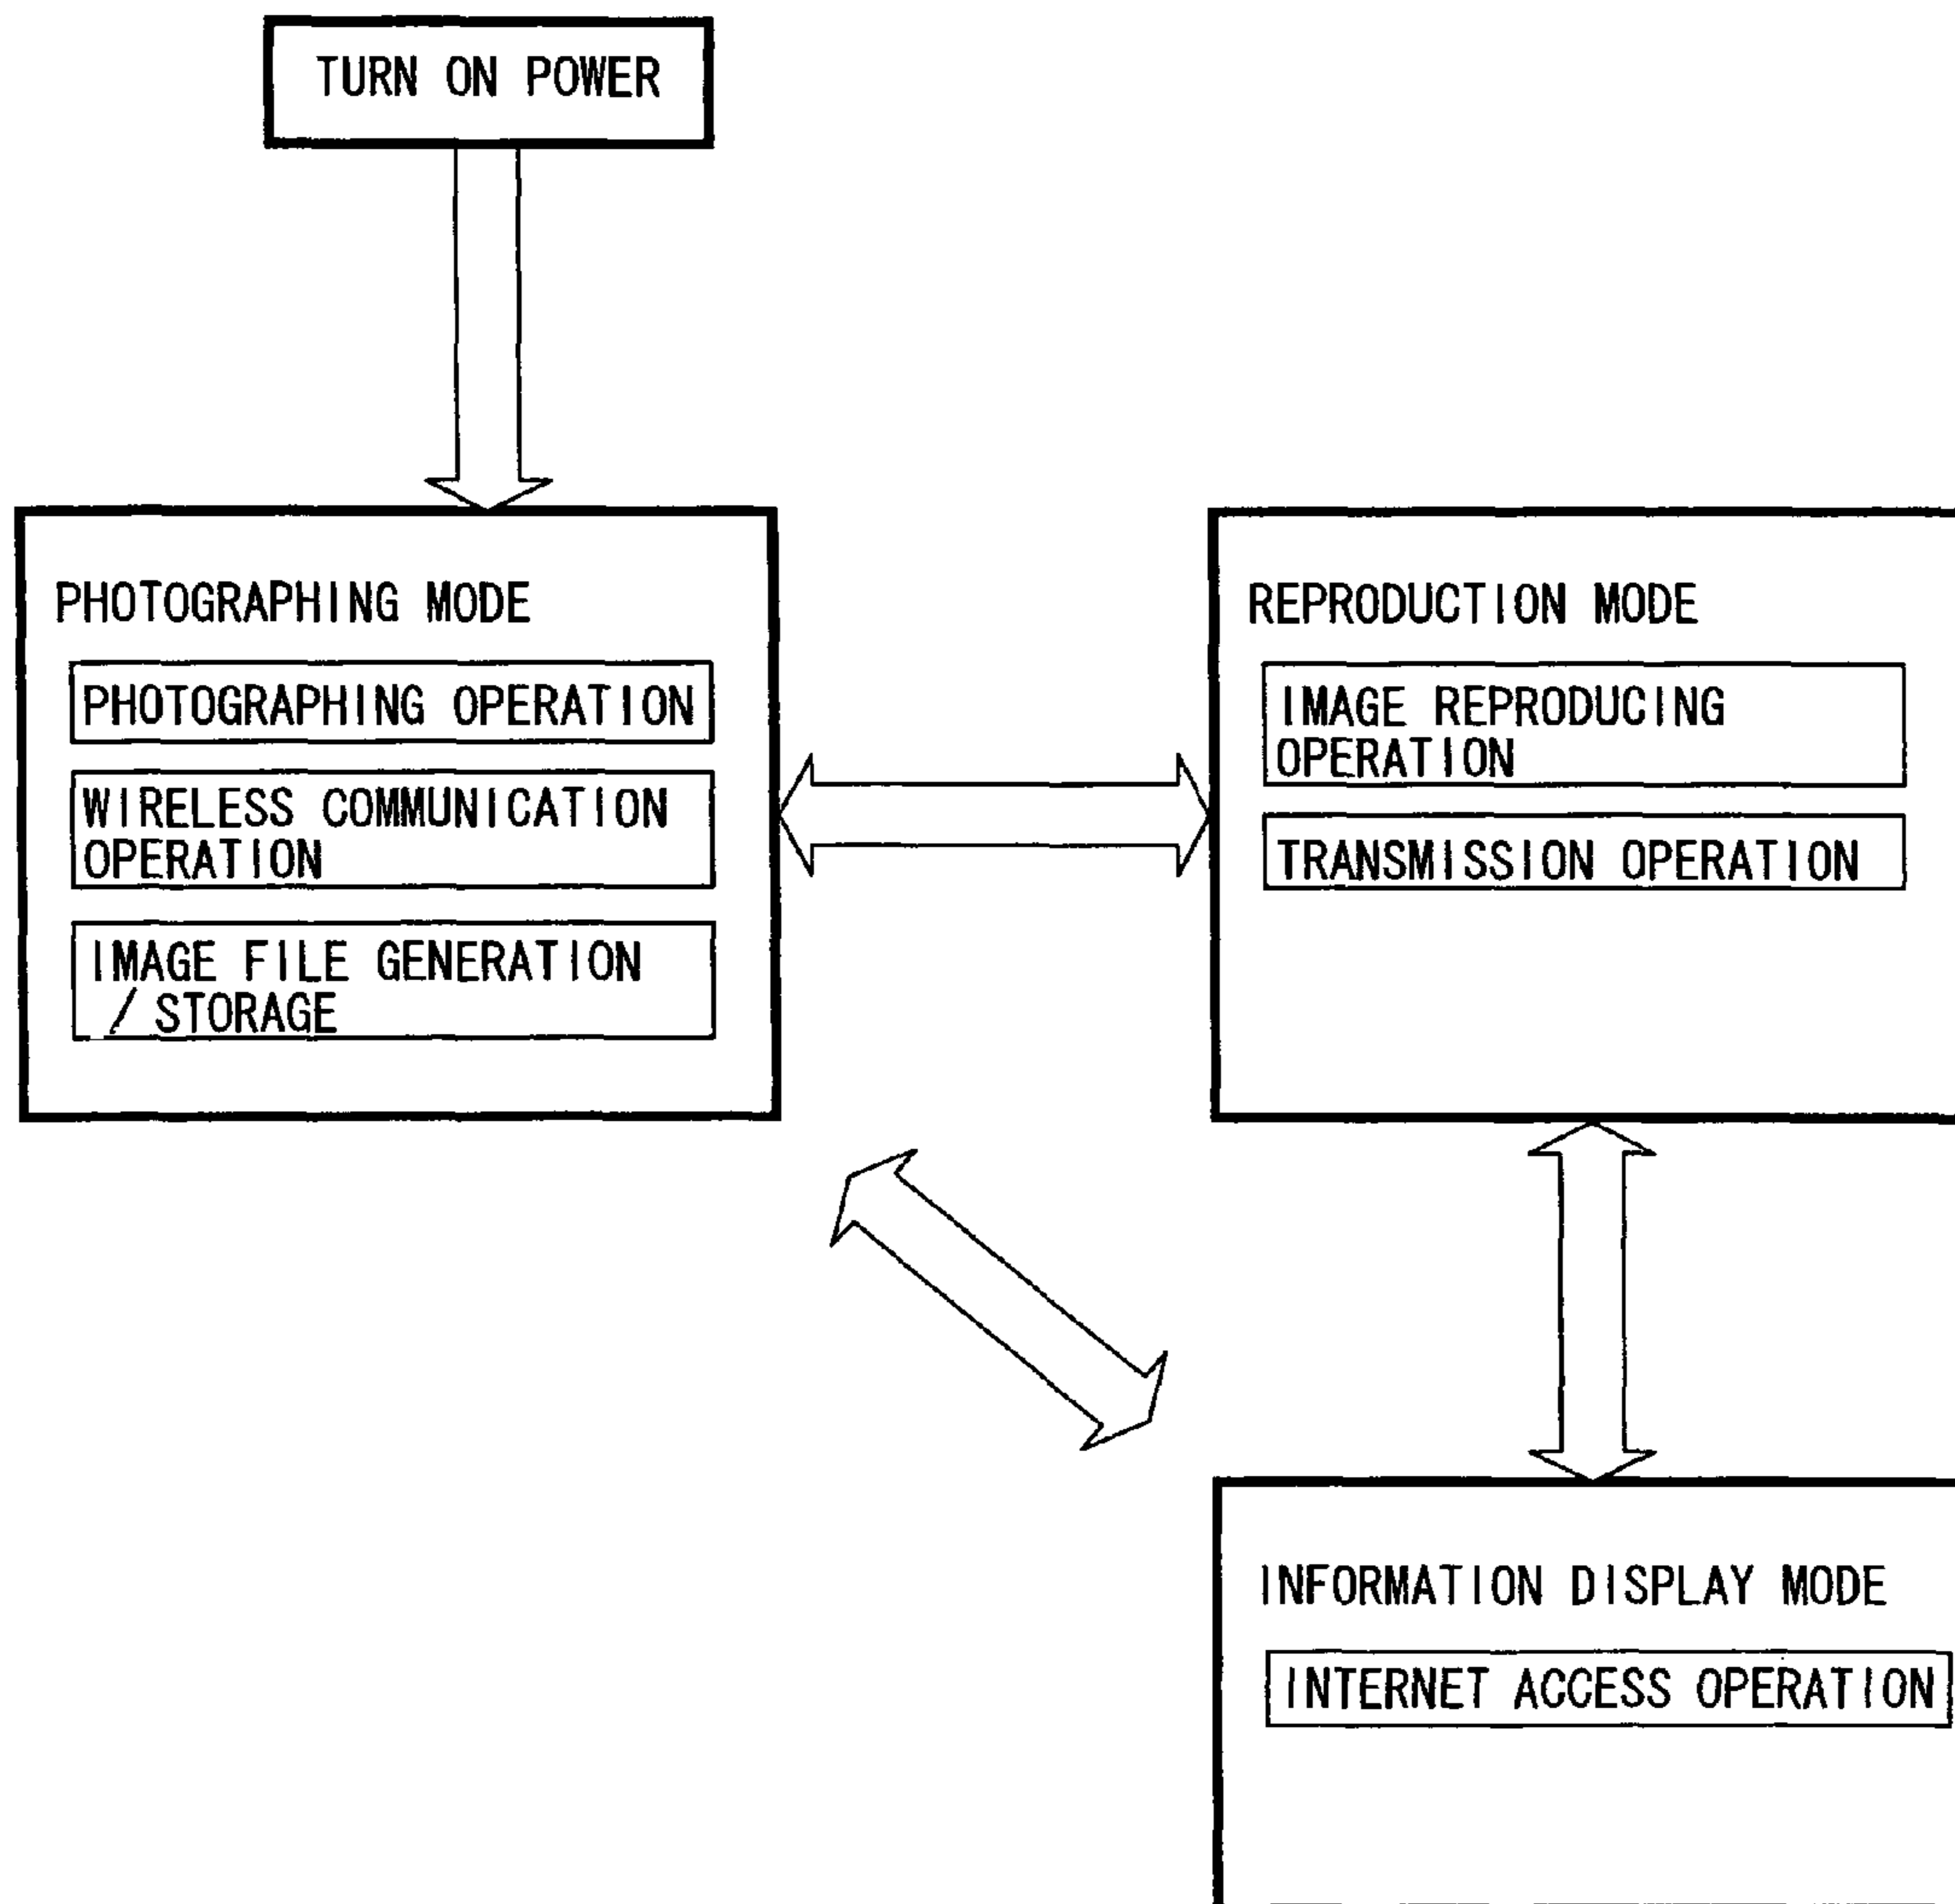 TURN ON POWER
PHOTOGRAPHING MODE
PHOTOGRAPHING OPERATION
WIRELESS COMMUNICATION
OPERATION
IMAGE FILE GENERATION
/ STORAGE
REPRODUCTION MODE
IMAGE REPRODUCING
OPERATION
TRANSMISSION OPERATION
INFORMATION DISPLAY MODE
INTERNET ACCESS OPERATION